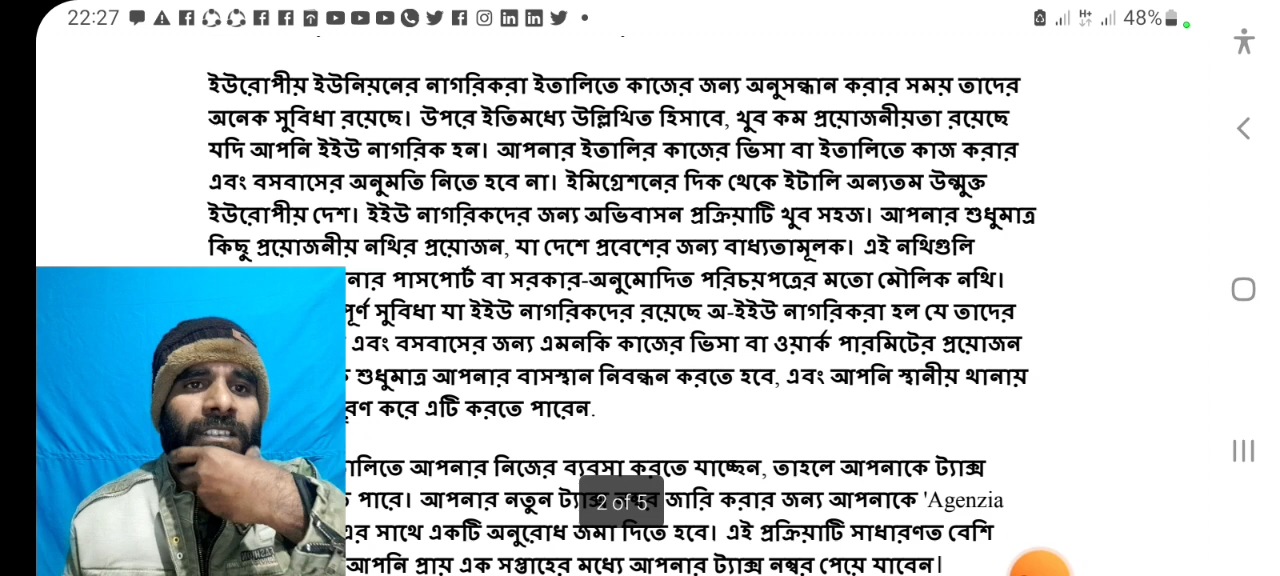 22:27
H+
48%
ইউরোপীয় ইউনিয়নের নাগরিকরা ইতালিতে কাজের জন্য অনুসন্ধান করার সময় তাদের
অনেক সুবিধা রয়েছে। উপরে ইতিমধ্যে উল্লিখিত হিসাবে, খুব কম প্রয়োজনীয়তা রয়েছে
যদি আপনি ইইউ নাগরিক হন। আপনার ইতালির কাজের ভিসা বা ইতালিতে কাজ করার
এবং বসবাসের অনুমতি নিতে হবে না। ইমিগ্রেশনের দিক থেকে ইটালি অন্যতম উন্মুক্ত
ইউরোপীয় দেশ। ইইউ নাগরিকদের জন্য অভিবাসন প্রক্রিয়াটি খুব সহজ। আপনার শুধুমাত্র
কিছু প্রয়োজনীয় নথির প্রয়োজন, যা দেশে প্রবেশের জন্য বাধ্যতামূলক। এই নথিগুলি
নার পাসপোর্ট বা সরকার-অনুমোদিত পরিচয়পত্রের মতো মৌলিক নথি।
পূর্ণ সুবিধা যা ইইউ নাগরিকদের রয়েছে অ-ইইউ নাগরিকরা হল যে তাদের
এবং বসবাসের জন্য এমনকি কাজের ভিসা বা ওয়ার্ক পারমিটের প্রয়োজন
শুধুমাত্র আপনার বাসস্থান নিবন্ধন করতে হবে, এবং আপনি স্থানীয় থানায়
রণ করে এটি করতে পারেন.
তালিতে আপনার নিজের ব্যবসা করতে যাচ্ছেন, তাহলে আপনাকে ট্যাক্স
পারে। আপনার নতুন ট্যাক্স নম্বর জারি করার জন্য আপনাকে 'Agenzia
2 of 5
এর সাথে একটি অনুরোধ জমা দিতে হবে। এই প্রক্রিয়াটি সাধারণত বেশি
আপনি প্রায় এক সপ্তাহের মধ্যে আপনার ট্যাক্স নম্বর পেয়ে যাবেন।